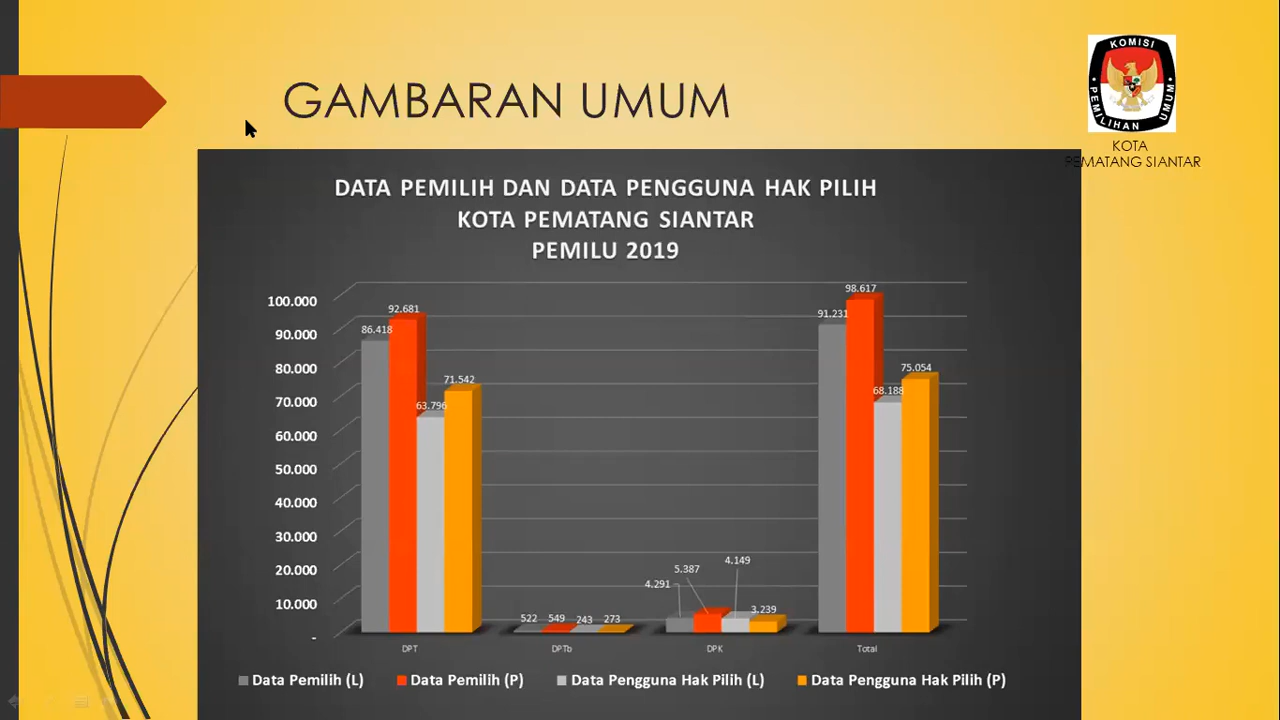 GAMBARAN UMUM
KOMISI
PEMILIHAN UMUM
KOTA
PEMATANG SIANTAR
DATA PEMILIH DAN DATA PENGGUNA HAK PILIH
KOTA PEMATANG SIANTAR
PEMILU 2019
100.000
90.000
80.000
70.000
60.000
50.000
40.000
30.000
20.000
10.000
-
86.418
92.681
63.796
71.542
522
549
243
273
4.291
5.387
4.149
3.239
91.231
98.617
68.188
75.054
DPT
DPTb
DPK
Total
Data Pemilih (L)
Data Pemilih (P)
Data Pengguna Hak Pilih (L)
Data Pengguna Hak Pilih (P)